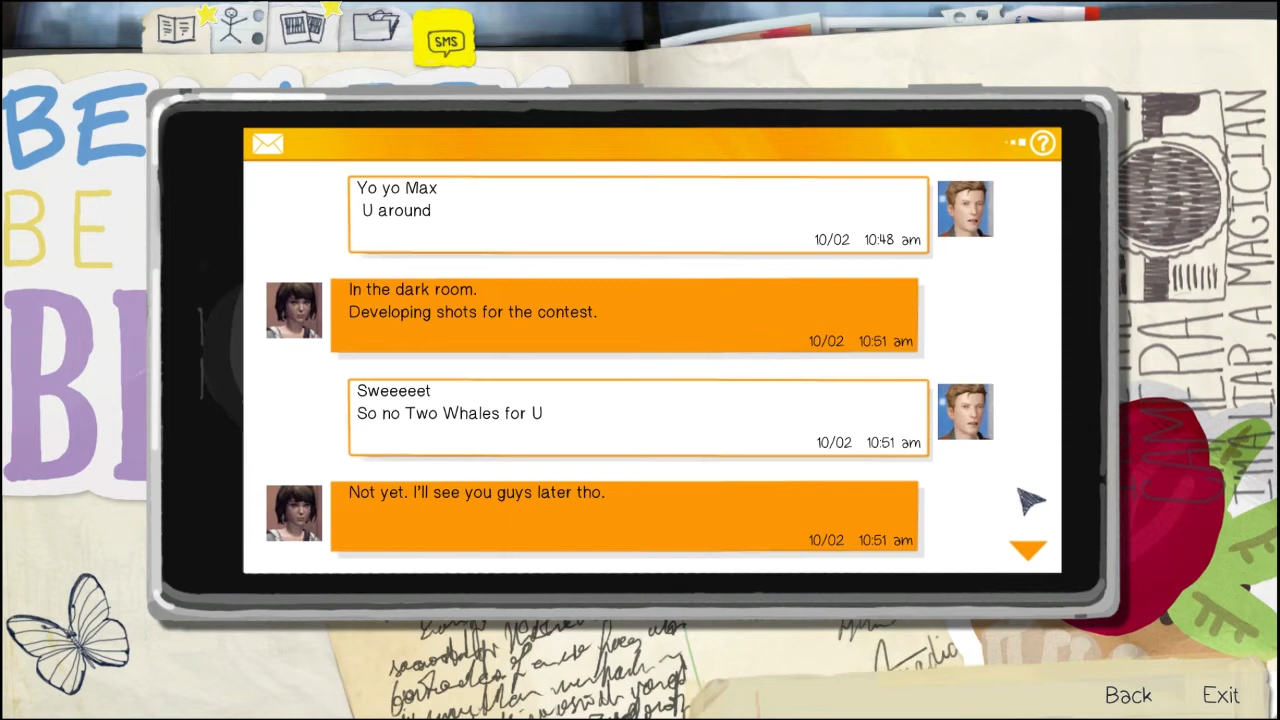 SMS
BE
BE
Yo yo Max
U around
10/02 10:48 am
In the dark room.
Developing shots for the contest.
10/02 10:51 am
Sweeeeet
So no Two Whales for U
10/02 10:51 am
Not yet. I'll see you guys later tho.
10/02 10:51 am
CAMERA
LIAR, A MAGICIAN
Back Exit